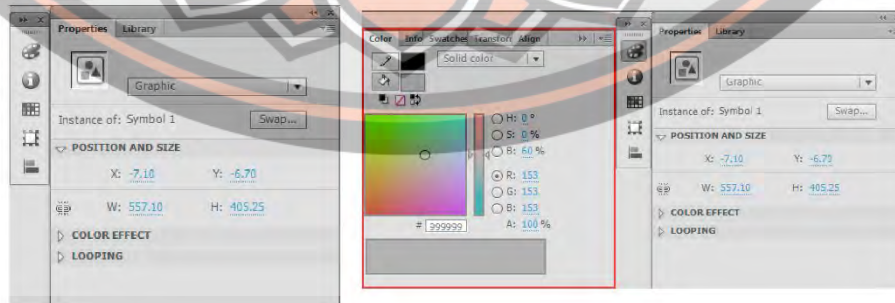 Properties Library
Graphic
Instance of: Symbol 1 Swap...
POSITION AND SIZE
X: -7.10 Y: -6.70
W: 557.10 H: 405.25
COLOR EFFECT
LOOPING
Color Info Swatches Transform Align
Solid color
H: 0 °
S: 0 %
B: 60 %
R: 153
G: 153
B: 153
# 999999 A: 100 %
Properties Library
Graphic
Instance of: Symbol 1 Swap...
POSITION AND SIZE
X: -7.10 Y: -6.70
W: 557.10 H: 405.25
COLOR EFFECT
LOOPING